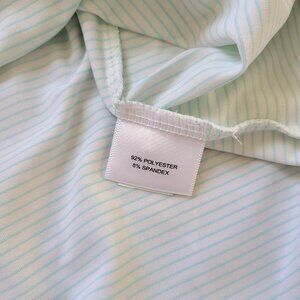 92% POLYESTER
8% SPANDEX